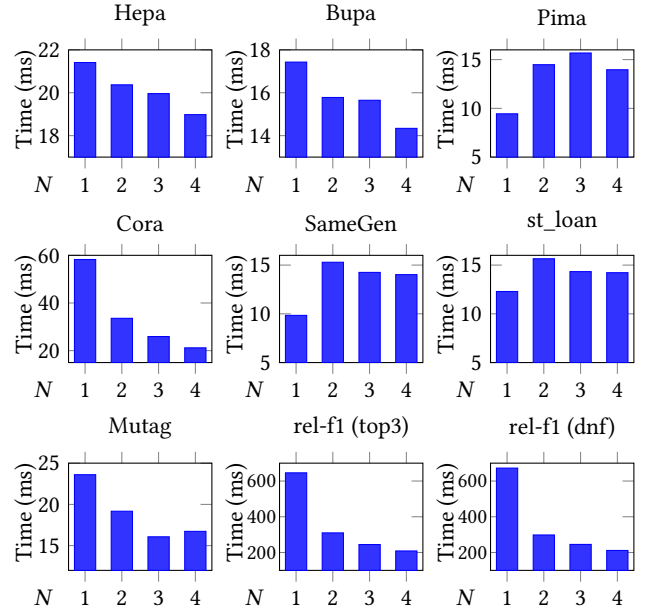 Hepa Bupa Pima
Time (ms) 22 20 18 Time (ms) 18 16 14 Time (ms) 15 10 5
N 1 2 3 4 N 1 2 3 4 N 1 2 3 4
Cora SameGen st_loan
Time (ms) 60 40 20 Time (ms) 15 10 5 Time (ms) 15 10 5
N 1 2 3 4 N 1 2 3 4 N 1 2 3 4
Mutag rel-f1 (top3) rel-f1 (dnf)
Time (ms) 25 20 15 Time (ms) 600 400 200 Time (ms) 600 400 200
N 1 2 3 4 N 1 2 3 4 N 1 2 3 4